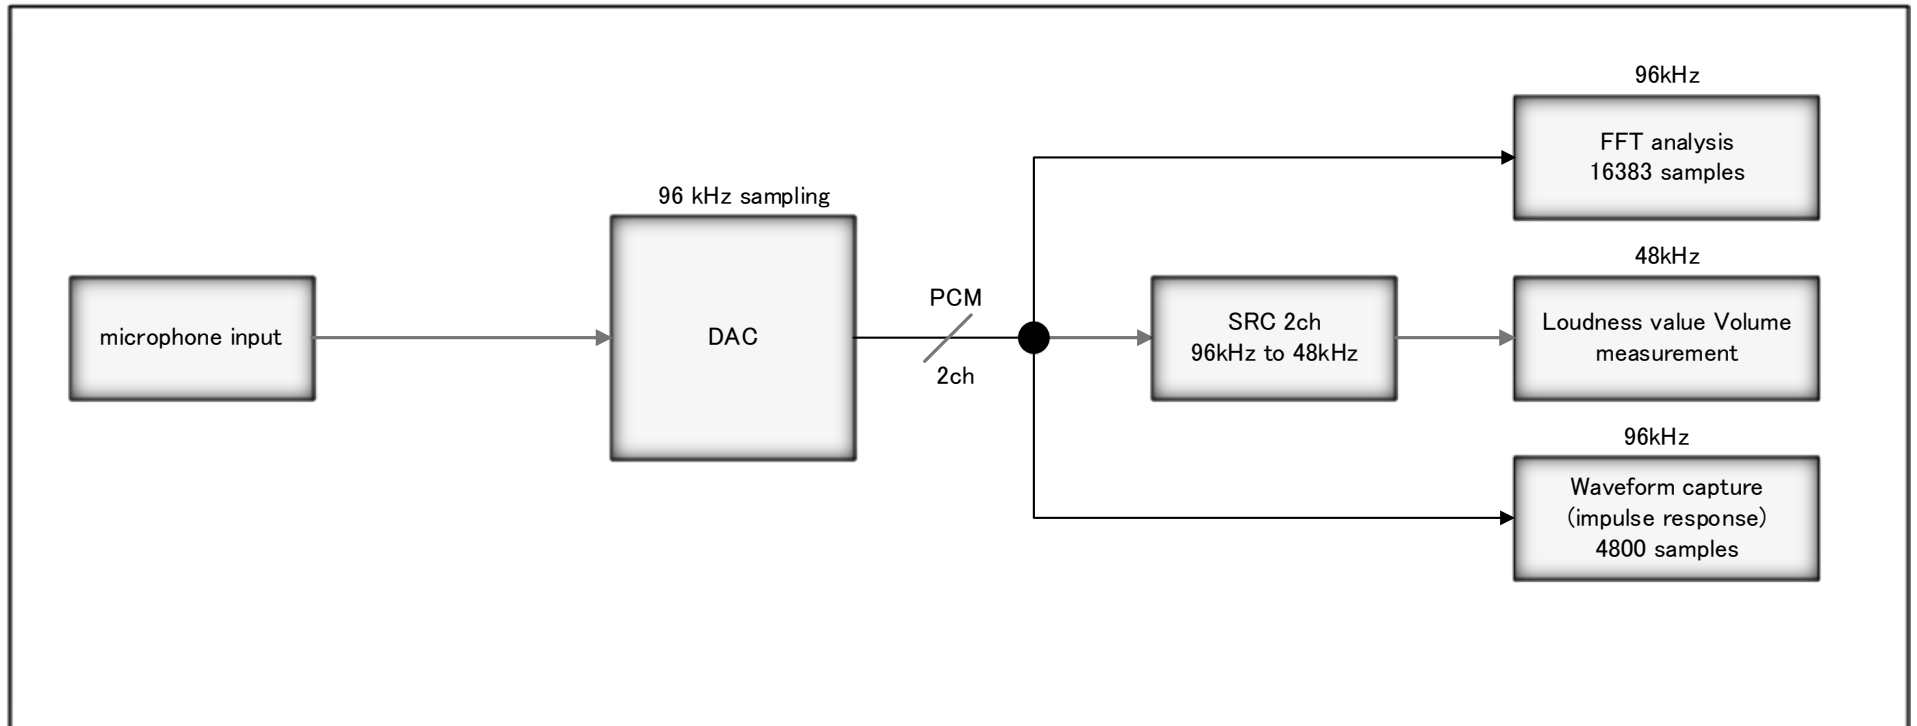 96kHz
FFT analysis
16383 samples
96 kHz sampling
48kHz
microphone input
DAC
PCM
2ch
SRC 2ch
96kHz to 48kHz
Loudness value Volume
measurement
96kHz
Waveform capture
(impulse response)
4800 samples